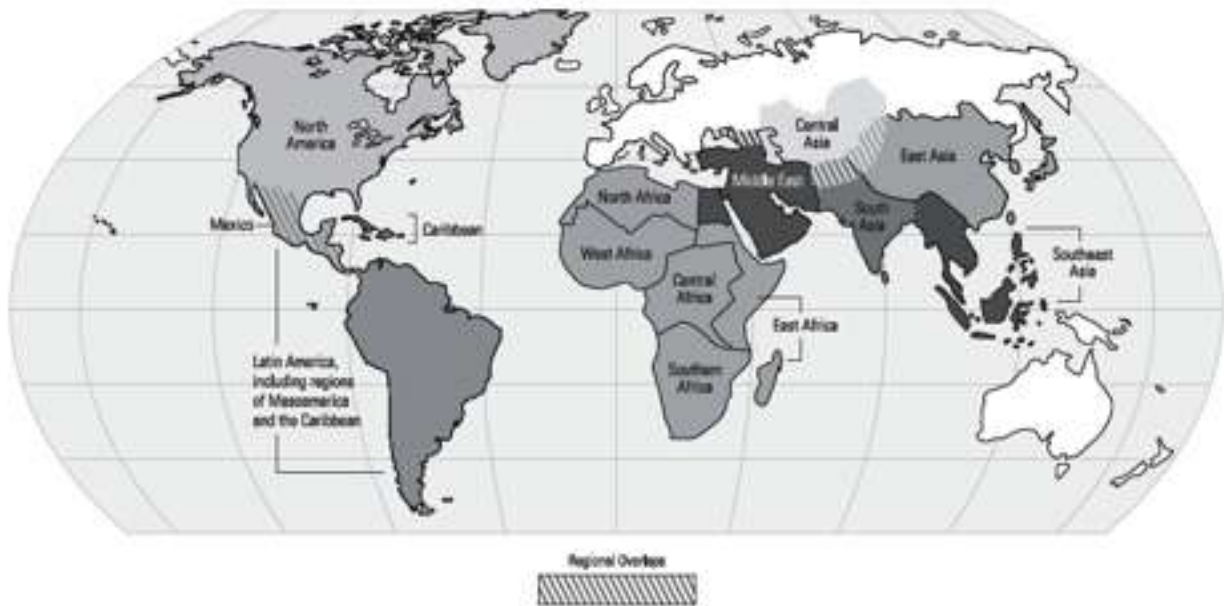 North
America
Mexico
Caribbean
Latin America,
including regions
of Mesoamerica
and the Caribbean
North Africa
West Africa
Central
Africa
East Africa
Southern
Africa
Middle East
Central
Asia
East Asia
South
Asia
Southeast
Asia
Regional Overlaps